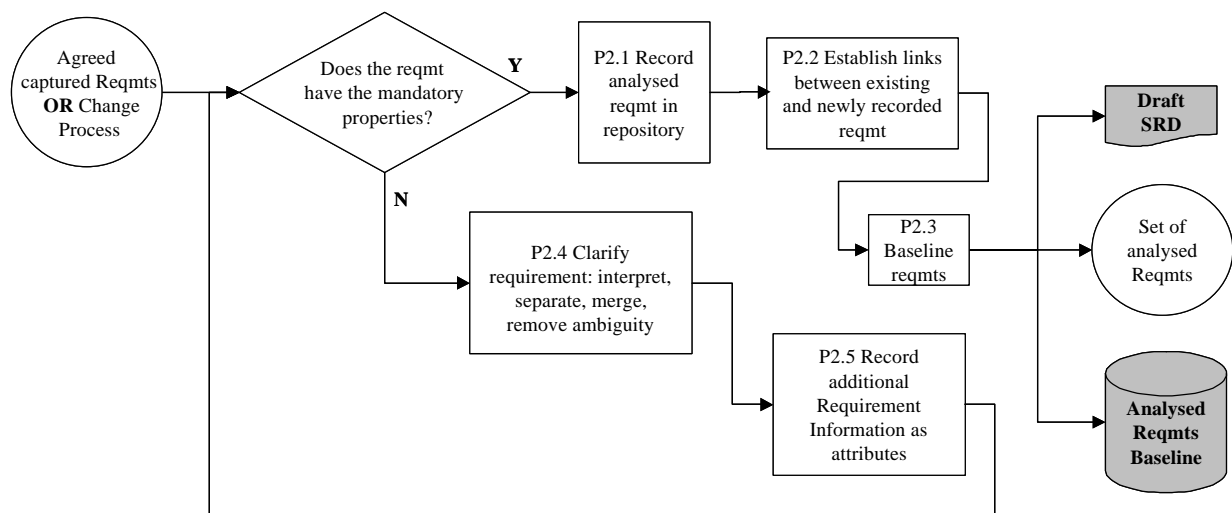 Agreed
captured Reqmts
OR Change
Process
Does the reqmt
have the mandatory
properties?
Y
N
P2.1 Record
analysed
reqmt in
repository
P2.2 Establish links
between existing
and newly recorded
reqmt
Draft
SRD
P2.3
Baseline
reqmts
Set of
analysed
Reqmts
P2.4 Clarify
requirement: interpret,
separate, merge,
remove ambiguity
P2.5 Record
additional
Requirement
Information as
attributes
Analysed
Reqmts
Baseline